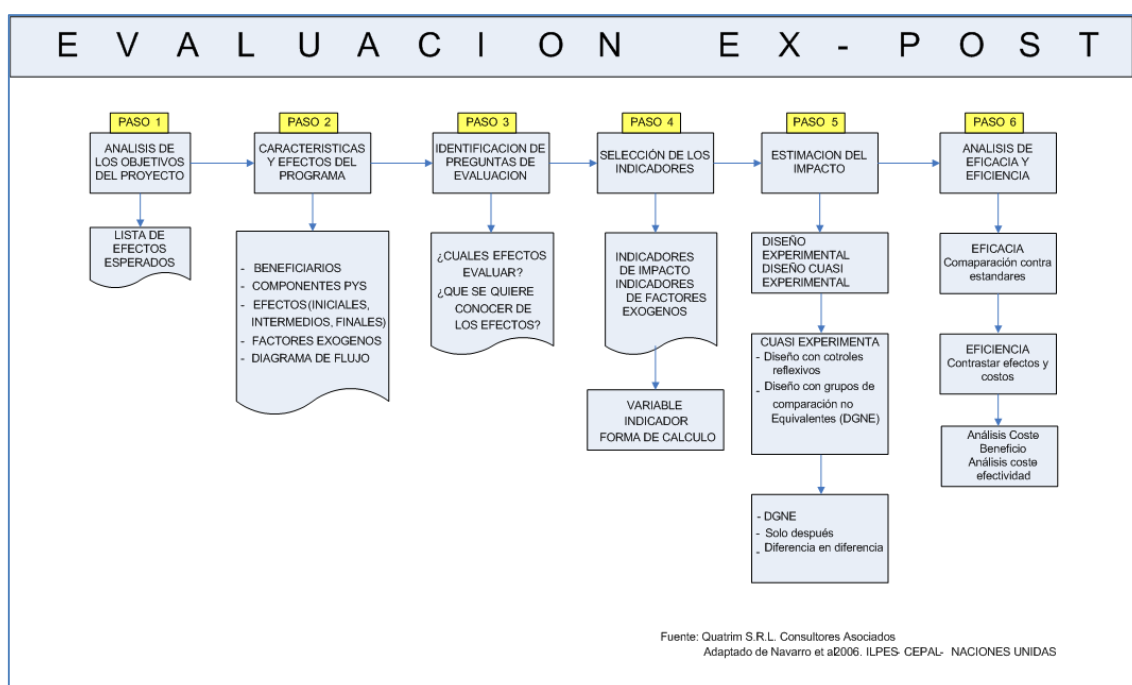 E V A L U A C I O N E X - P O S T
PASO 1
ANALISIS DE
LOS OBJETIVOS
DEL PROYECTO
LISTA DE
EFECTOS
ESPERADOS
PASO 2
CARACTERISTICAS
Y EFECTOS DEL
PROGRAMA
- BENEFICIARIOS
- COMPONENTES PYS
- EFECTOS(INICIALES,
INTERMEDIOS, FINALES)
- FACTORES EXOGENOS
- DIAGRAMA DE FLUJO
PASO 3
IDENTIFICACION DE
PREGUNTAS DE
EVALUACION
¿CUALES EFECTOS
EVALUAR?
¿QUE SE QUIERE
CONOCER DE
LOS EFECTOS?
PASO 4
SELECCIÓN DE LOS
INDICADORES
INDICADORES
DE IMPACTO
INDICADORES
DE FACTORES
EXOGENOS
VARIABLE
INDICADOR
FORMA DE CALCULO
PASO 5
ESTIMACION DEL
IMPACTO
DISEÑO
EXPERIMENTAL
DISEÑO CUASI
EXPERIMENTAL
CUASI EXPERIMENTA
- Diseño con cotroles
reflexivos
- Diseño con grupos de
comparación no
Equivalentes (DGNE)
- DGNE
- Solo después
- Diferencia en diferencia
PASO 6
ANALISIS DE
EFICACIA Y
EFICIENCIA
EFICACIA
Comaparación contra
estandares
EFICIENCIA
Contrastar efectos y
costos
Análisis Coste
Beneficio
Análisis coste
efectividad
Fuente: Quatrim S.R.L. Consultores Asociados
Adaptado de Navarro et al2006. ILPES- CEPAL- NACIONES UNIDAS